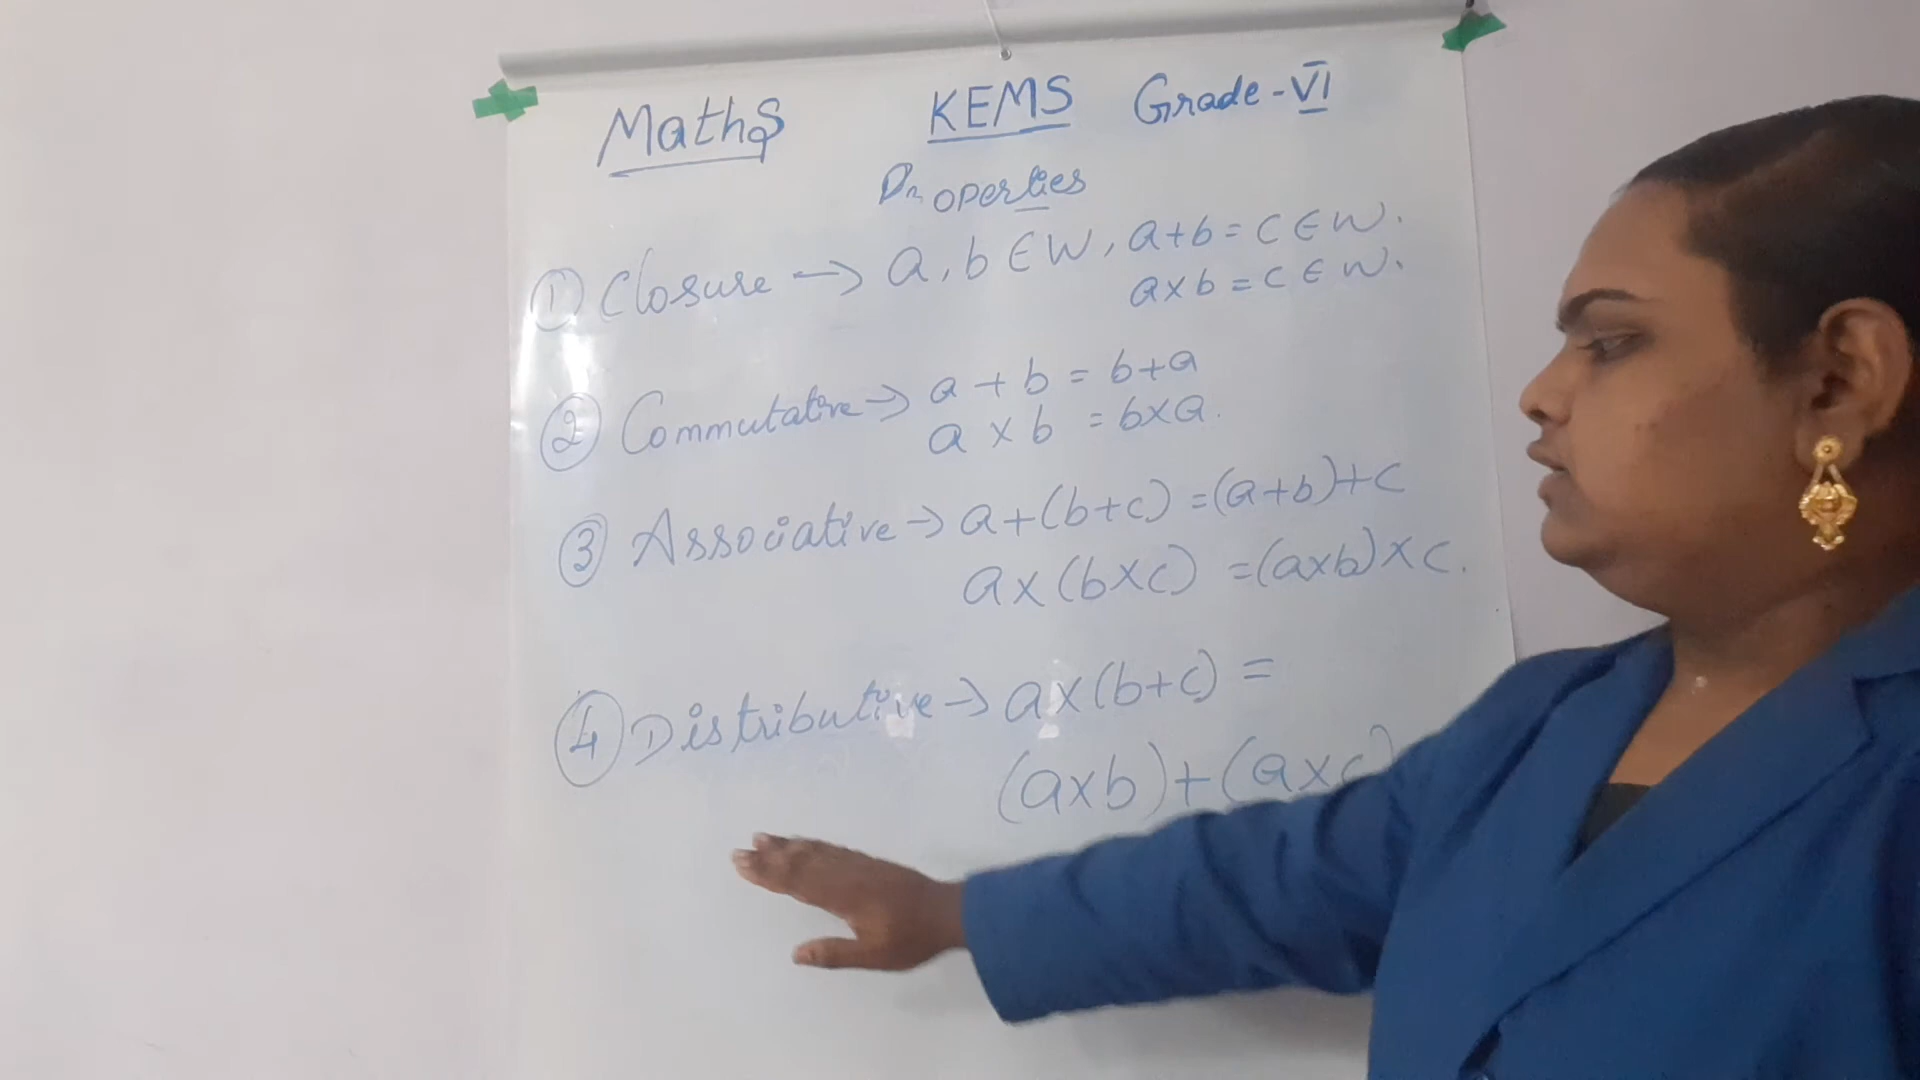 Maths KEMS Grade-VI
Properties
① Closure → a, b ∈ W, a+b = c ∈ W.
a×b = c ∈ W.
② Commutative → a + b = b+a
a × b = b×a.
③ Associative → a+(b+c) =(a+b)+c
a×(b×c) =(a×b)×c.
④ Distributive → a×(b+c) =
(a×b)+(a×c)